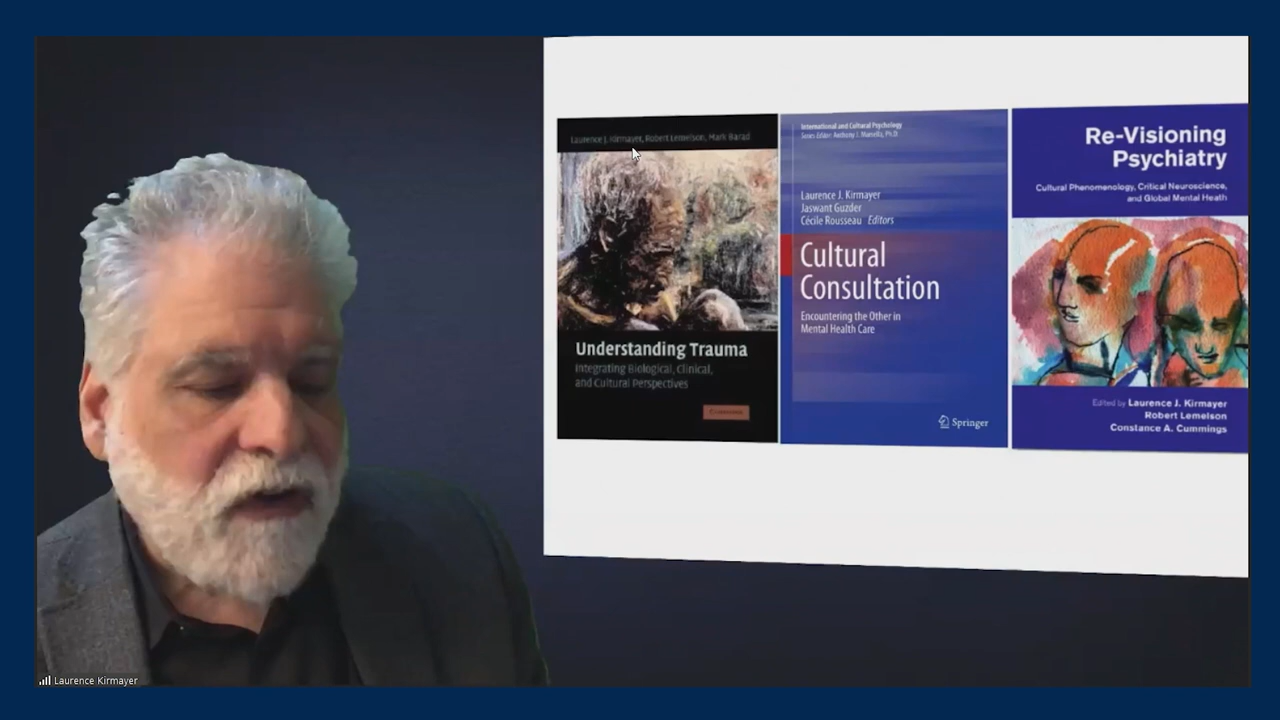 Laurence J. Kirmayer, Robert Lemelson, Mark Barad
Understanding Trauma
Integrating Biological, Clinical,
and Cultural Perspectives
International and Cultural Psychology
Series Editor: Anthony J. Marsella, Ph.D.
Laurence J. Kirmayer
Jaswant Guzder
Cécile Rousseau Editors
Cultural
Consultation
Encountering the Other in
Mental Health Care
Springer
Re-Visioning
Psychiatry
Cultural Phenomenology, Critical Neuroscience,
and Global Mental Heath
Edited by Laurence J. Kirmayer
Robert Lemelson
Constance A. Cummings
Laurence Kirmayer